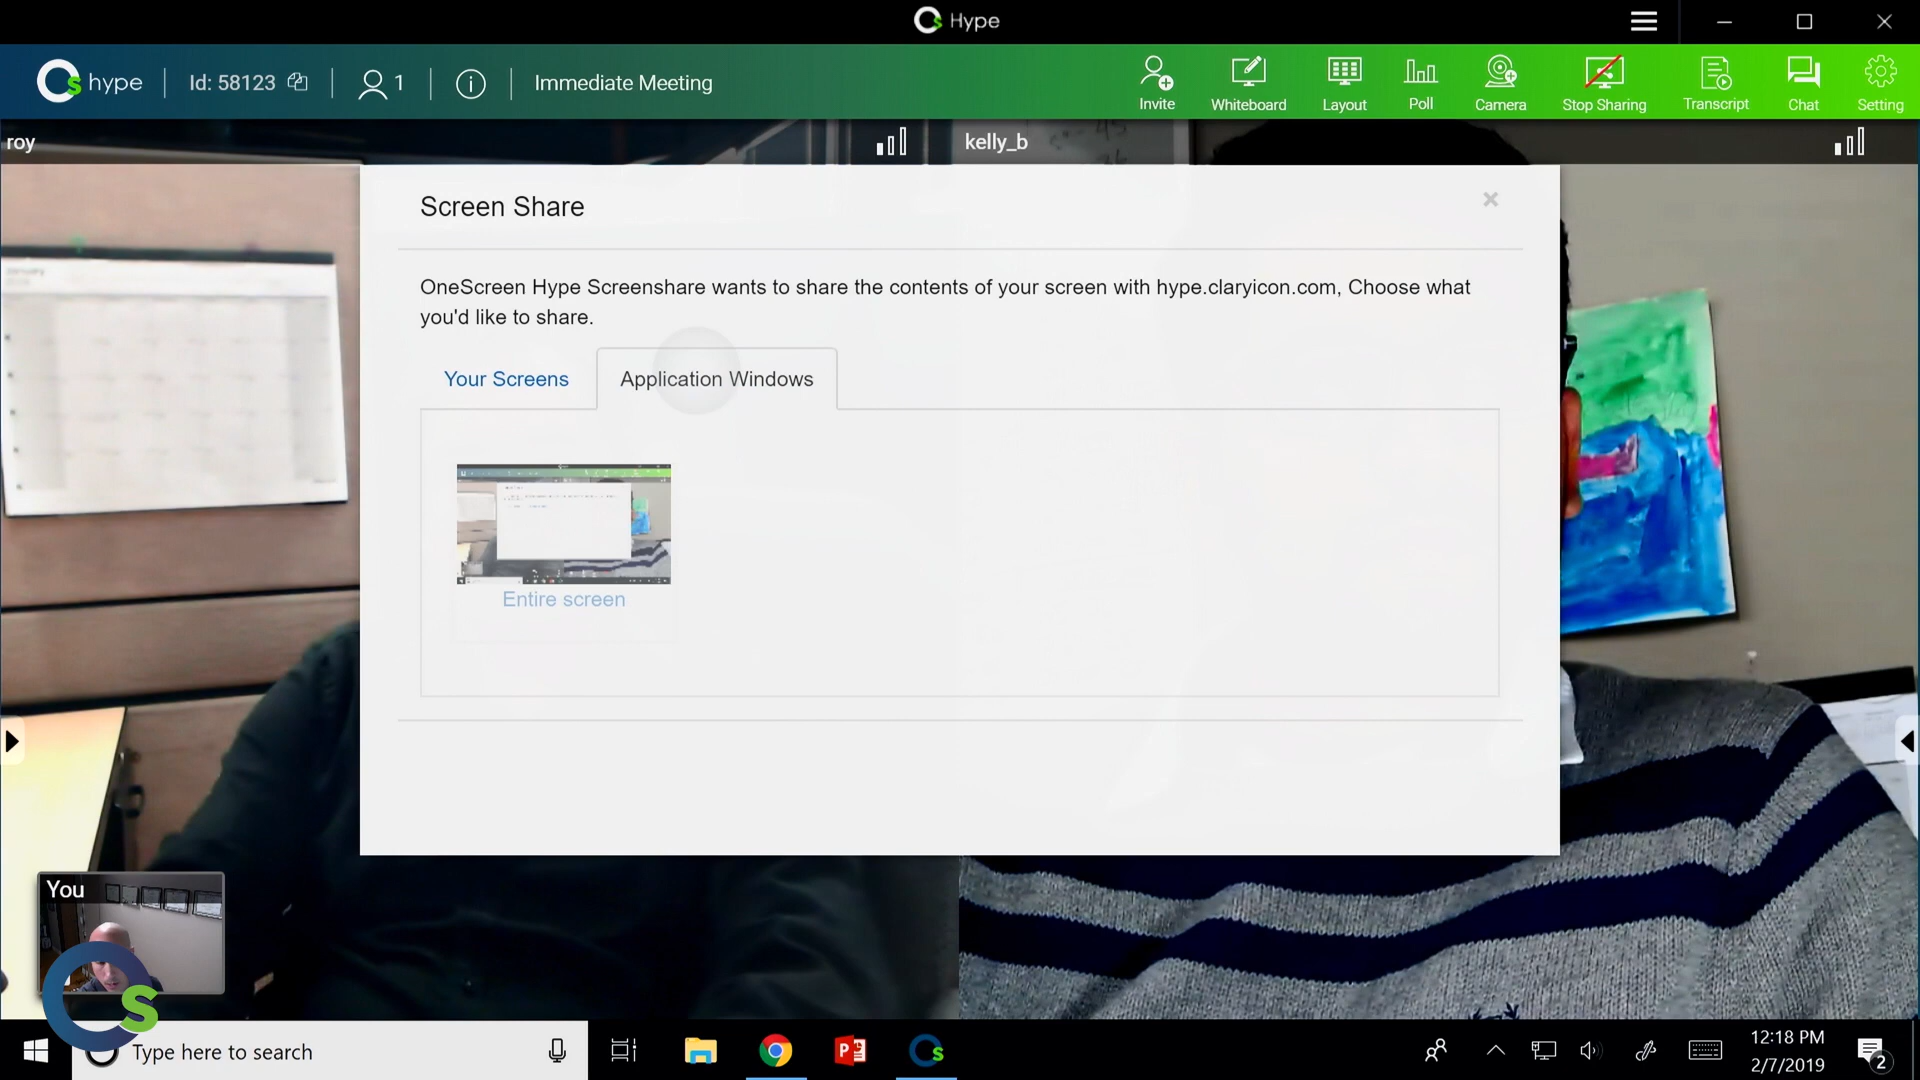 Hype
hype
Id: 58123
1
Immediate Meeting
Invite
Whiteboard
Layout
Poll
Camera
Stop Sharing
Transcript
Chat
Setting
roy
kelly_b
Screen Share
×
OneScreen Hype Screenshare wants to share the contents of your screen with hype.claryicon.com, Choose what
you'd like to share.
Your Screens
Application Windows
Entire screen
You
Type here to search
12:18 PM
2/7/2019
2